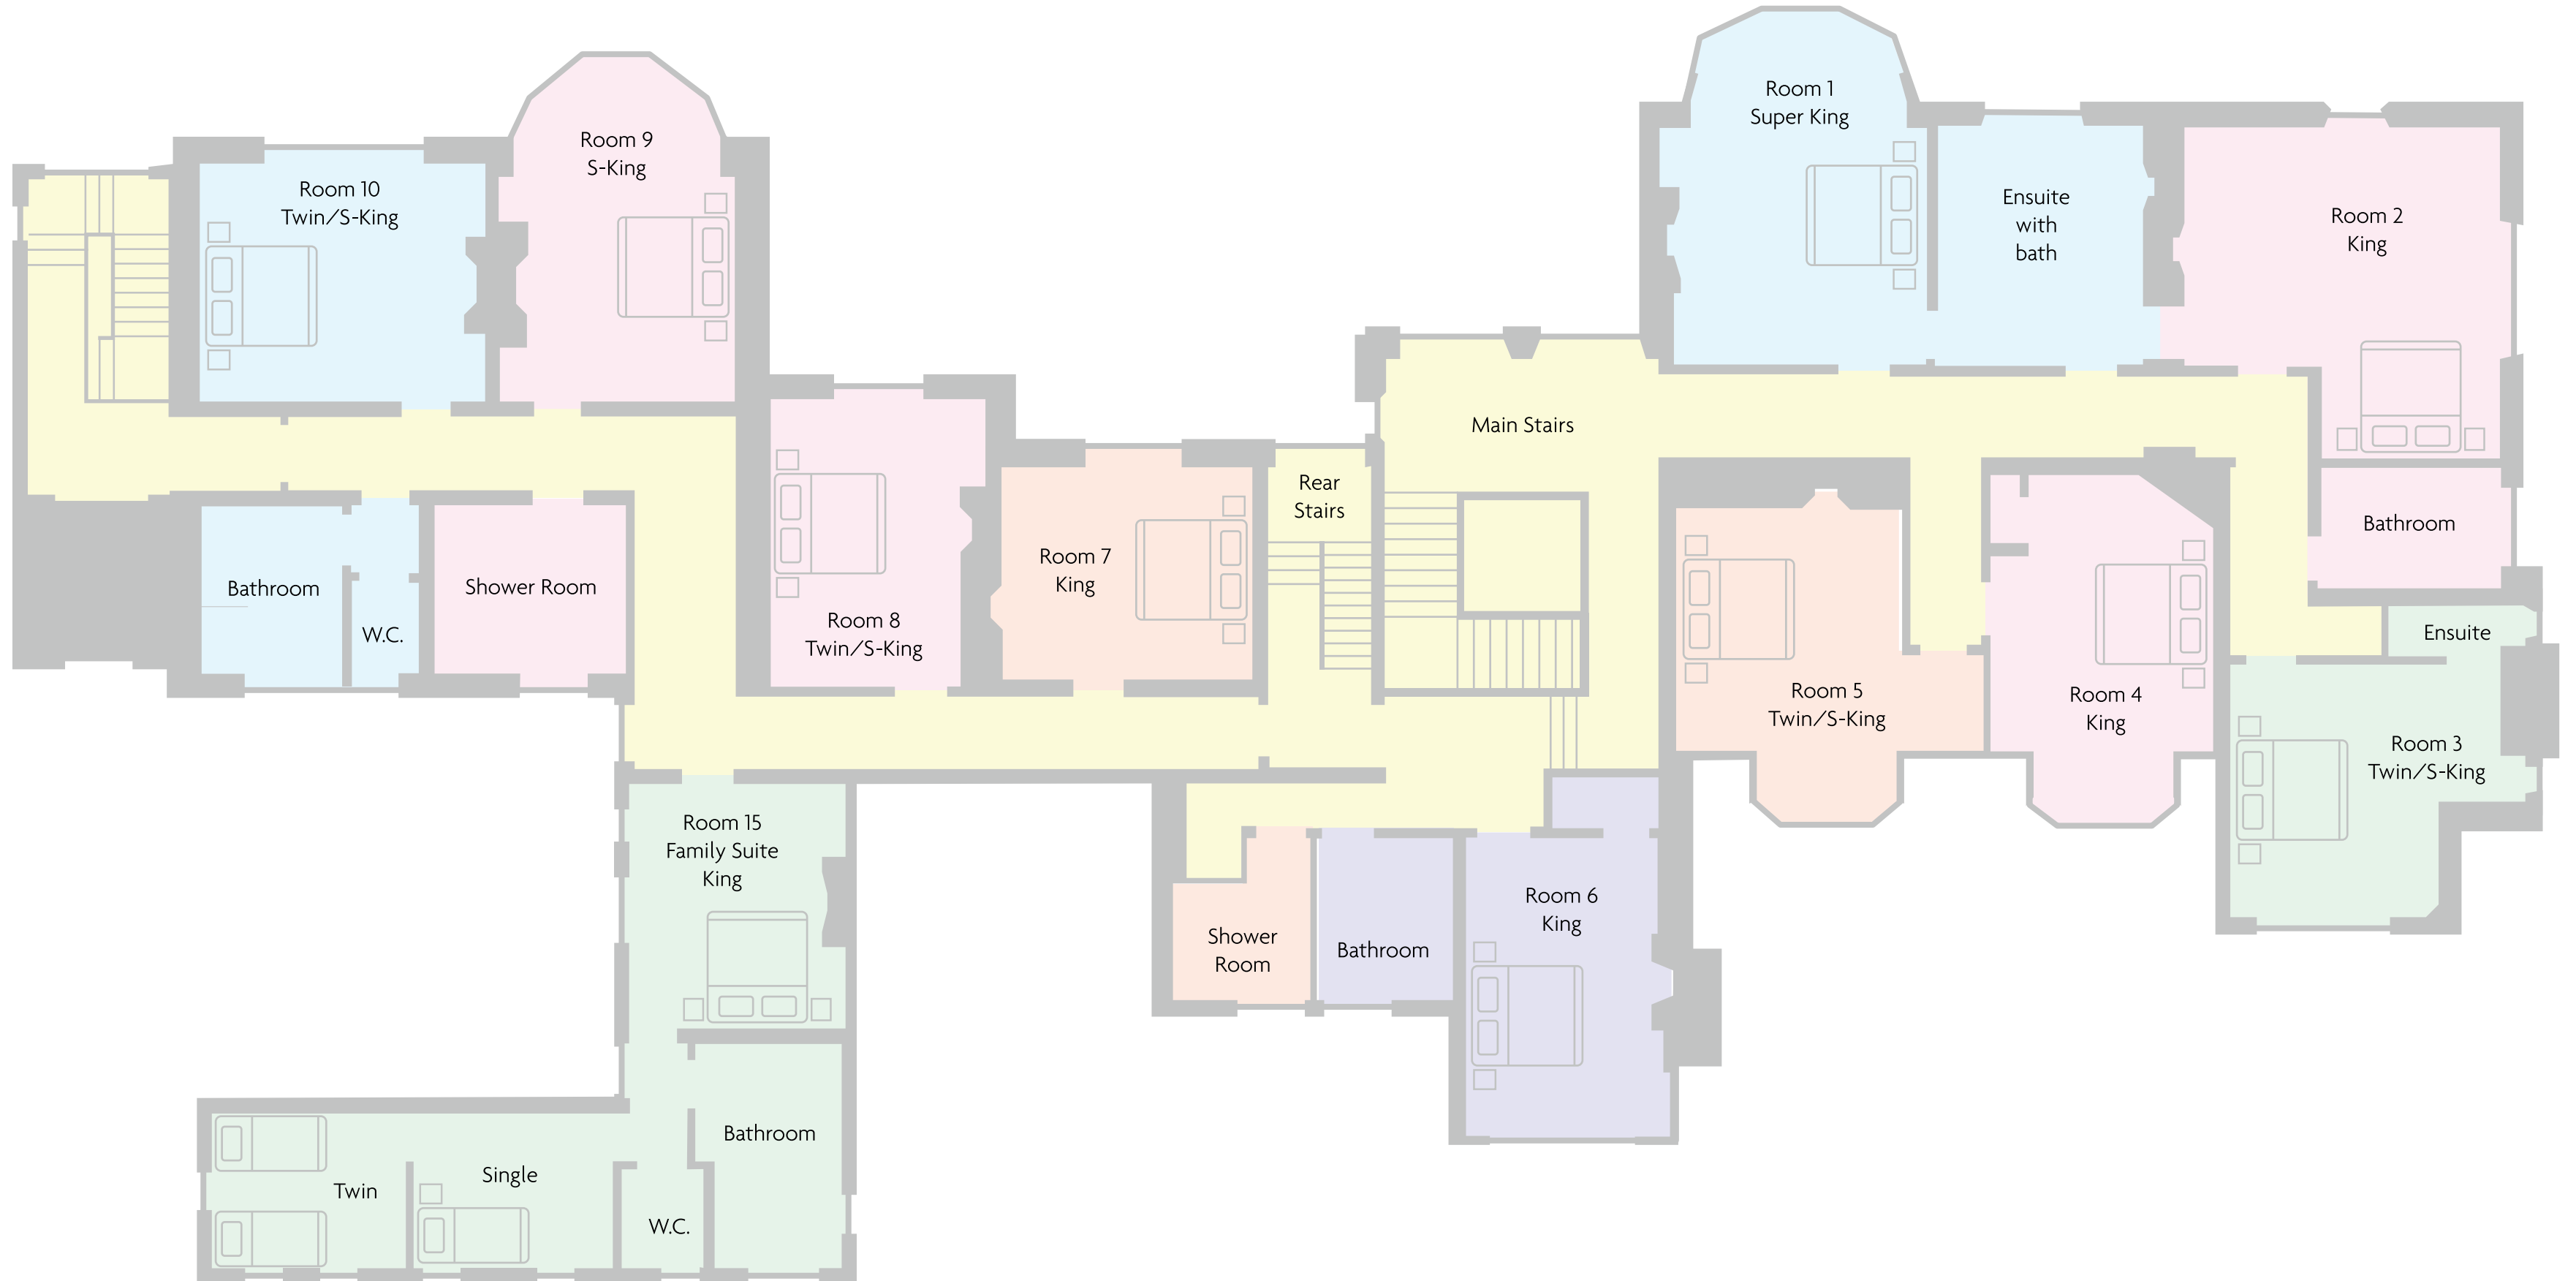 Room 1
Super King
Room 9
S-King
Room 10
Twin/S-King
Ensuite
with
bath
Room 2
King
Main Stairs
Rear
Stairs
Bathroom
Room 7
King
Bathroom
Shower Room
W.C.
Room 8
Twin/S-King
Ensuite
Room 5
Twin/S-King
Room 4
King
Room 3
Twin/S-King
Room 15
Family Suite
King
Room 6
King
Shower
Room
Bathroom
Bathroom
Single
Twin
W.C.